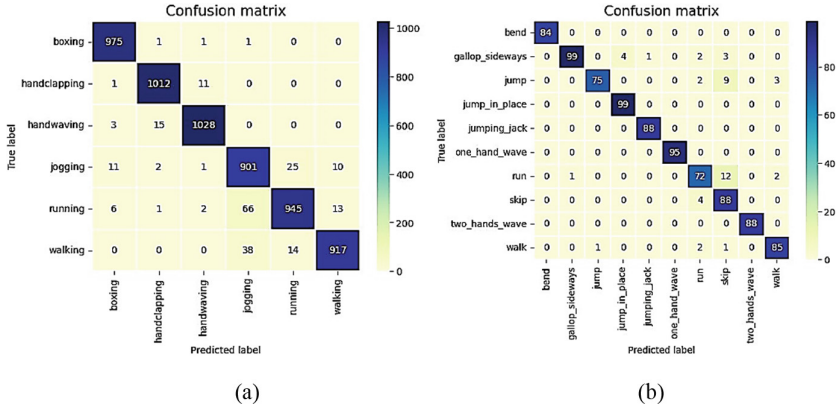 Confusion matrix
True label
boxing 975 1 1 1 0 0
handclapping 1 1012 11 0 0 0
handwaving 3 15 1028 0 0 0
jogging 11 2 1 901 25 10
running 6 1 2 66 945 13
walking 0 0 0 38 14 917
boxing handclapping handwaving jogging running walking
Predicted label
1000
800
600
400
200
0
(a)
Confusion matrix
True label
bend 84 0 0 0 0 0 0 0 0 0
gallop_sideways 0 99 0 4 1 0 2 3 0 0
jump 0 0 75 0 0 0 2 9 0 3
jump_in_place 0 0 0 99 0 0 0 0 0 0
jumping_jack 0 0 0 0 88 0 0 0 0 0
one_hand_wave 0 0 0 0 0 95 0 0 0 0
run 0 1 0 0 0 0 72 12 0 2
skip 0 0 0 0 0 0 4 88 0 0
two_hands_wave 0 0 0 0 0 0 0 0 88 0
walk 0 0 1 0 0 0 2 1 0 85
bend gallop_sideways jump jump_in_place jumping_jack one_hand_wave run skip two_hands_wave walk
Predicted label
80
60
40
20
0
(b)